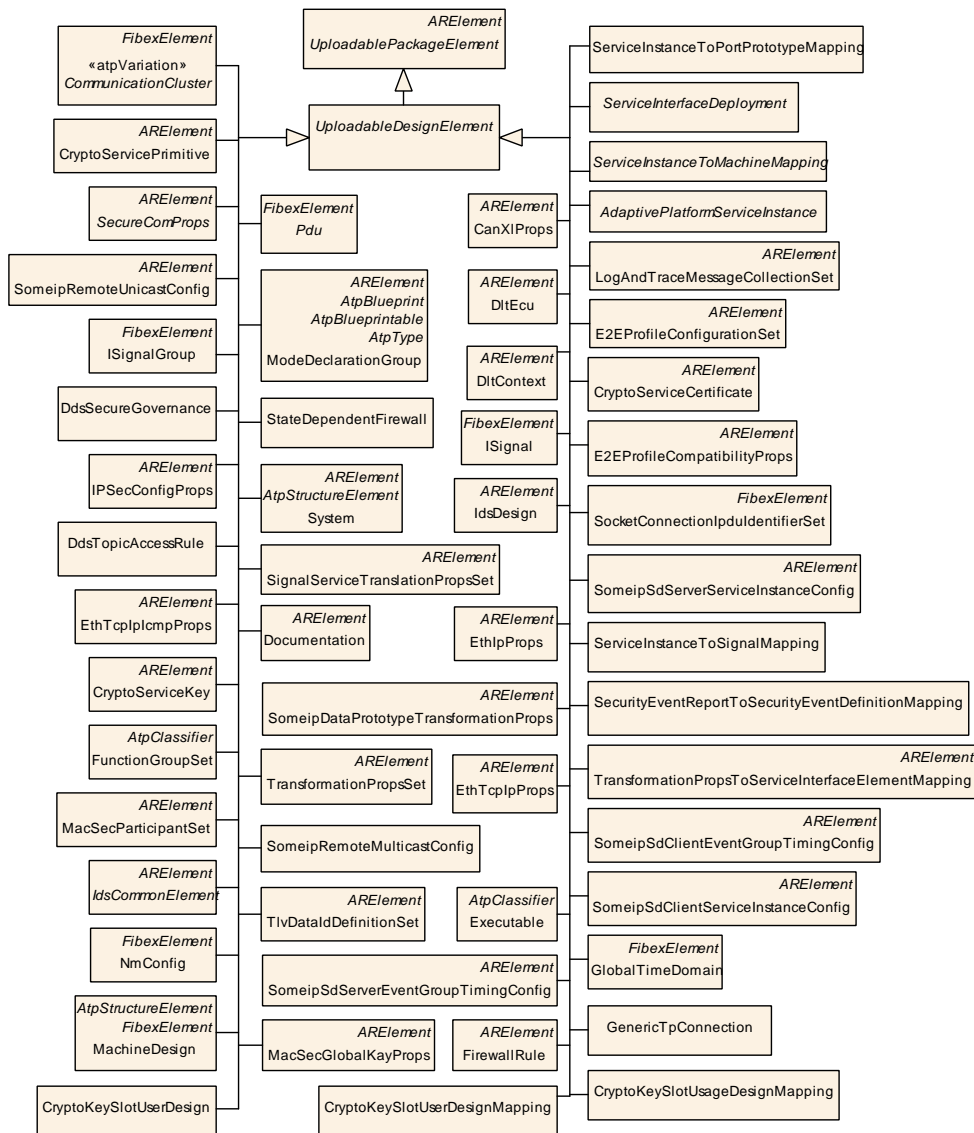 FibexElement
«atpVariation»
CommunicationCluster
ARElement
UploadablePackageElement
UploadableDesignElement
ServiceInstanceToPortPrototypeMapping
ServiceInterfaceDeployment
ARElement
CryptoServicePrimitive
ServiceInstanceToMachineMapping
ARElement
SecureComProps
FibexElement
Pdu
ARElement
CanXlProps
AdaptivePlatformServiceInstance
ARElement
SomeipRemoteUnicastConfig
ARElement
AtpBlueprint
AtpBlueprintable
AtpType
ModeDeclarationGroup
ARElement
DltEcu
ARElement
LogAndTraceMessageCollectionSet
FibexElement
ISignalGroup
ARElement
DltContext
ARElement
E2EProfileConfigurationSet
ARElement
CryptoServiceCertificate
DdsSecureGovernance
StateDependentFirewall
FibexElement
ISignal
ARElement
E2EProfileCompatibilityProps
ARElement
IPSecConfigProps
ARElement
AtpStructureElement
System
ARElement
IdsDesign
FibexElement
SocketConnectionIpduIdentifierSet
DdsTopicAccessRule
ARElement
SignalServiceTranslationPropsSet
ARElement
SomeipSdServerServiceInstanceConfig
ARElement
EthTcpIpIcmpProps
ARElement
Documentation
ARElement
EthIpProps
ServiceInstanceToSignalMapping
ARElement
CryptoServiceKey
ARElement
SomeipDataPrototypeTransformationProps
SecurityEventReportToSecurityEventDefinitionMapping
AtpClassifier
FunctionGroupSet
ARElement
TransformationPropsSet
ARElement
EthTcpIpProps
ARElement
TransformationPropsToServiceInterfaceElementMapping
ARElement
MacSecParticipantSet
SomeipRemoteMulticastConfig
ARElement
SomeipSdClientEventGroupTimingConfig
ARElement
IdsCommonElement
ARElement
TlvDataIdDefinitionSet
AtpClassifier
Executable
ARElement
SomeipSdClientServiceInstanceConfig
FibexElement
NmConfig
ARElement
SomeipSdServerEventGroupTimingConfig
FibexElement
GlobalTimeDomain
AtpStructureElement
FibexElement
MachineDesign
ARElement
MacSecGlobalKayProps
ARElement
FirewallRule
GenericTpConnection
CryptoKeySlotUserDesign
CryptoKeySlotUserDesignMapping
CryptoKeySlotUsageDesignMapping